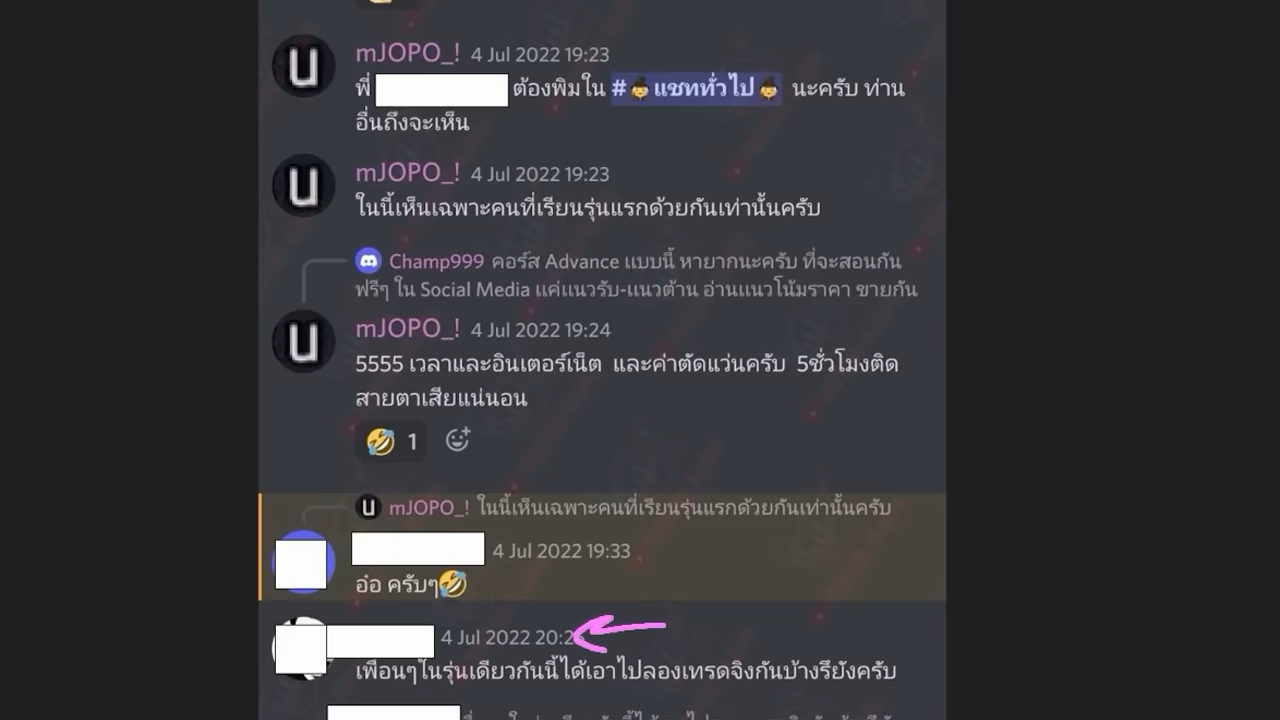 mJOPO_! 4 Jul 2022 19:23
พี่ ต้องพิมใน #แชททั่วไป นะครับ ท่าน
อื่นถึงจะเห็น
mJOPO_! 4 Jul 2022 19:23
ในนี้เห็นเฉพาะคนที่เรียนรุ่นแรกด้วยกันเท่านั้นครับ
Champ999 คอร์ส Advance แบบนี้ หายากนะครับ ที่จะสอนกัน
ฟรีๆ ใน Social Media แค่แนวรับ-แนวต้าน อ่านแนวโน้มราคา ขายกัน
mJOPO_! 4 Jul 2022 19:24
5555 เวลาและอินเตอร์เน็ต และค่าตัดแว่นครับ 5ชั่วโมงติด
สายตาเสียแน่นอน
1
mJOPO_! ในนี้เห็นเฉพาะคนที่เรียนรุ่นแรกด้วยกันเท่านั้นครับ
4 Jul 2022 19:33
อ๋อ ครับๆ
4 Jul 2022
เพื่อนๆในรุ่นเดียวกันนี้ได้เอาไปลองเทรดจิงกันบ้างรึยังครับ